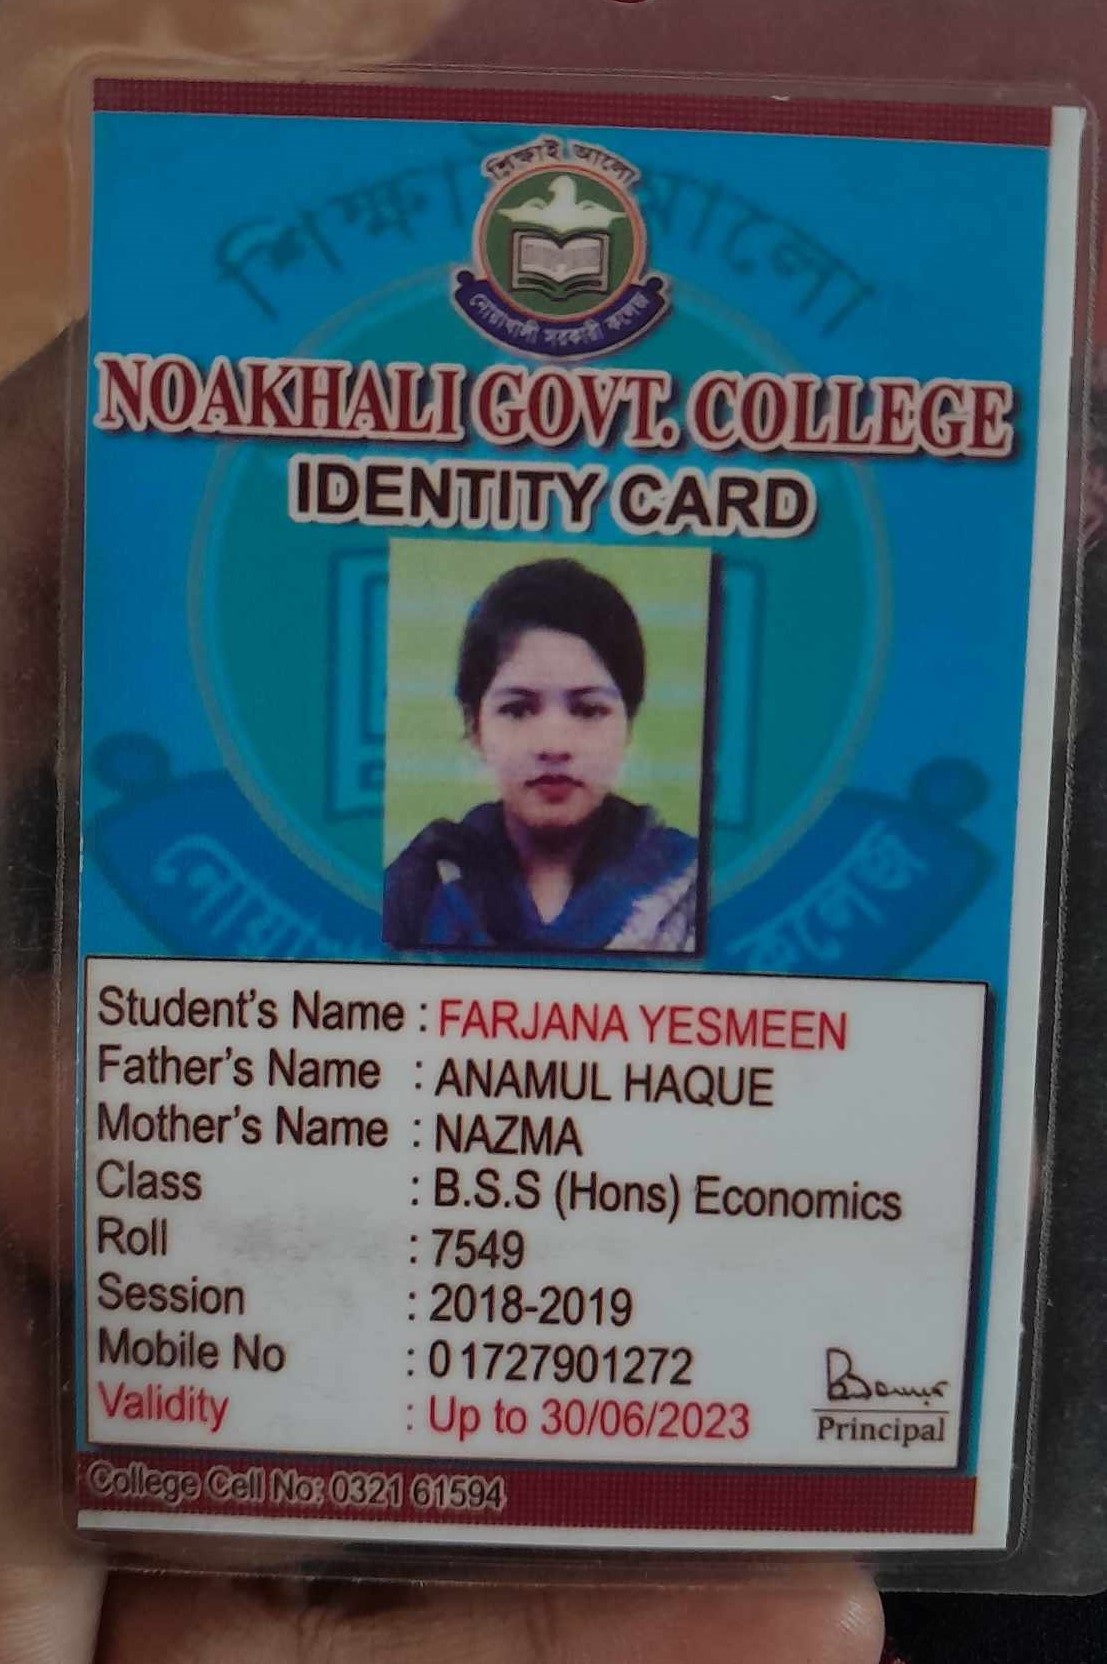 শিক্ষাই আলো
নোয়াখালী সরকারী কলেজ
NOAKHALI GOVT. COLLEGE
IDENTITY CARD
Student's Name : FARJANA YESMEEN
Father's Name : ANAMUL HAQUE
Mother's Name : NAZMA
Class : B.S.S (Hons) Economics
Roll : 7549
Session : 2018-2019
Mobile No : 01727901272
Validity : Up to 30/06/2023
Principal
College Cell No: 0321 61594